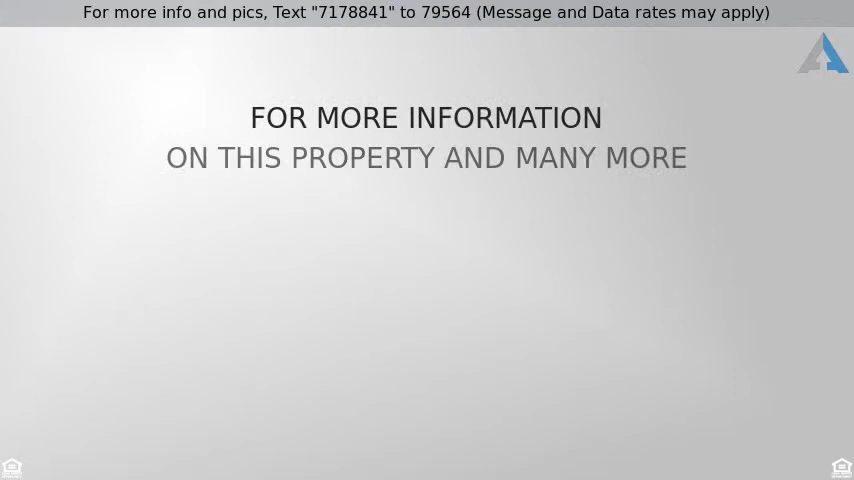 For more info and pics, Text "7178841" to 79564 (Message and Data rates may apply)
FOR MORE INFORMATION
ON THIS PROPERTY AND MANY MORE